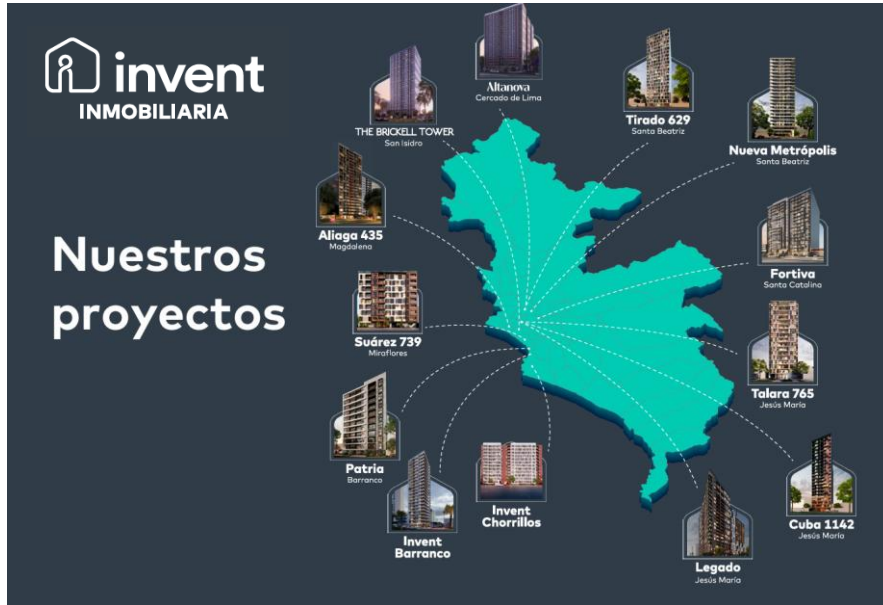 invent
INMOBILIARIA
Nuestros
proyectos
THE BRICKELL TOWER
San Isidro
Altanova
Cercado de Lima
Tirado 629
Santa Beatriz
Nueva Metrópolis
Santa Beatriz
Aliaga 435
Magdalena
Fortiva
Santa Catalina
Suárez 739
Miraflores
Talara 765
Jesús María
Patria
Barranco
Invent
Barranco
Invent
Chorrillos
Cuba 1142
Jesús María
Legado
Jesús María